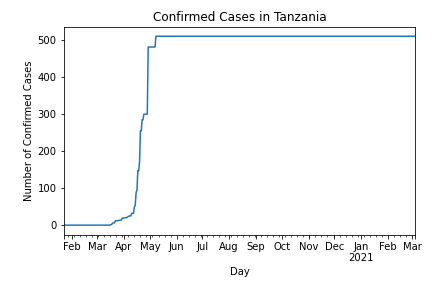 Confirmed Cases in Tanzania
Number of Confirmed Cases
500
400
300
200
100
0
Feb Mar Apr May Jun Jul Aug Sep Oct Nov Dec Jan Feb Mar
2021
Day